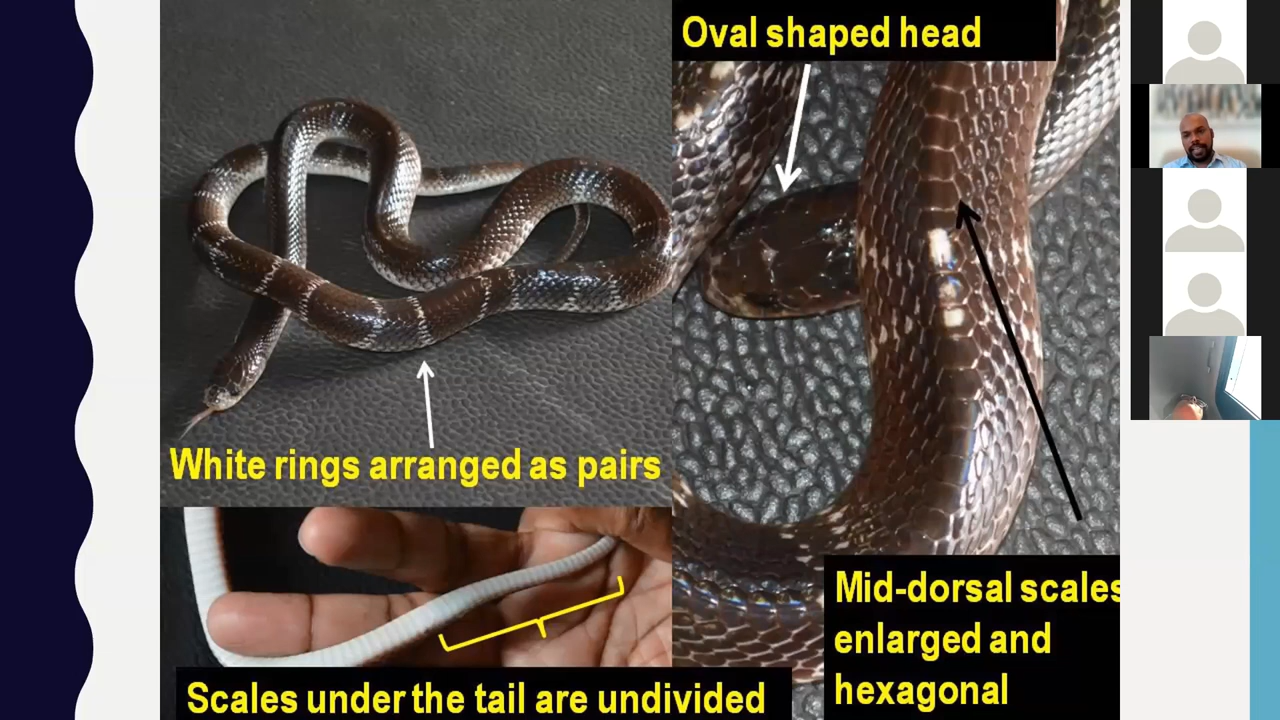 Oval shaped head
White rings arranged as pairs
Mid-dorsal scales
enlarged and
hexagonal
Scales under the tail are undivided